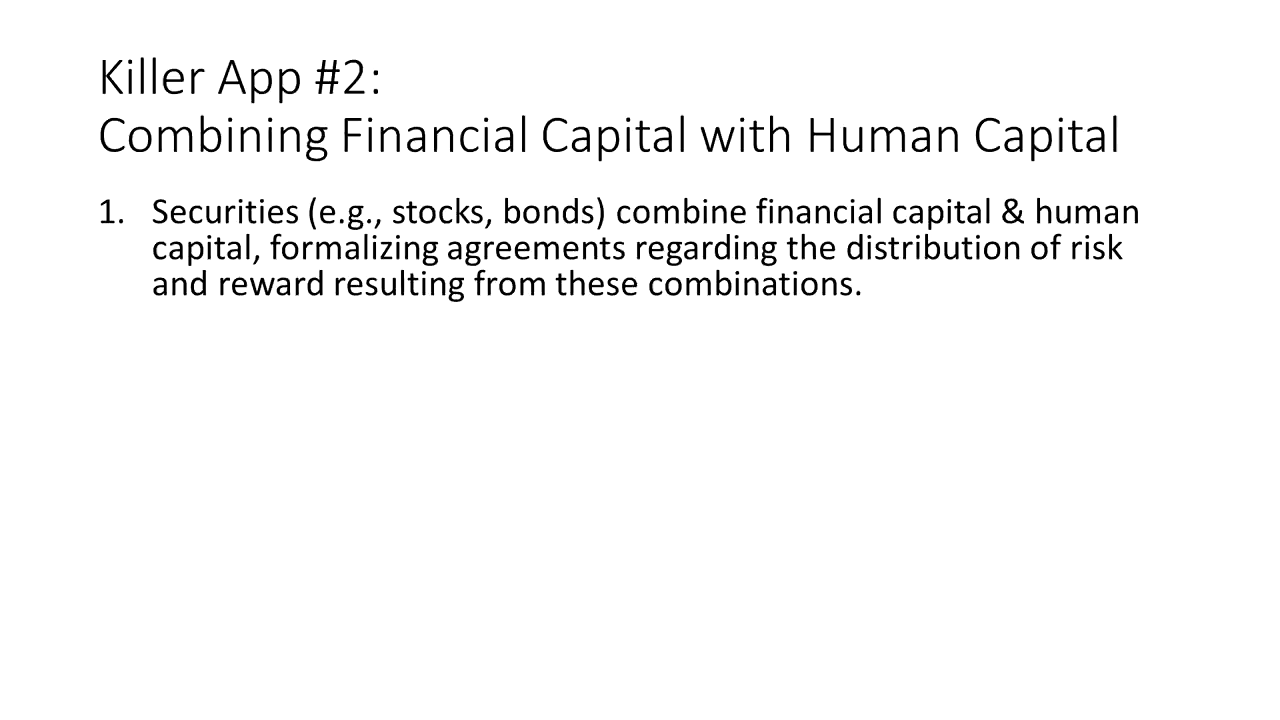 Killer App #2:
Combining Financial Capital with Human Capital
1. Securities (e.g., stocks, bonds) combine financial capital & human
capital, formalizing agreements regarding the distribution of risk
and reward resulting from these combinations.